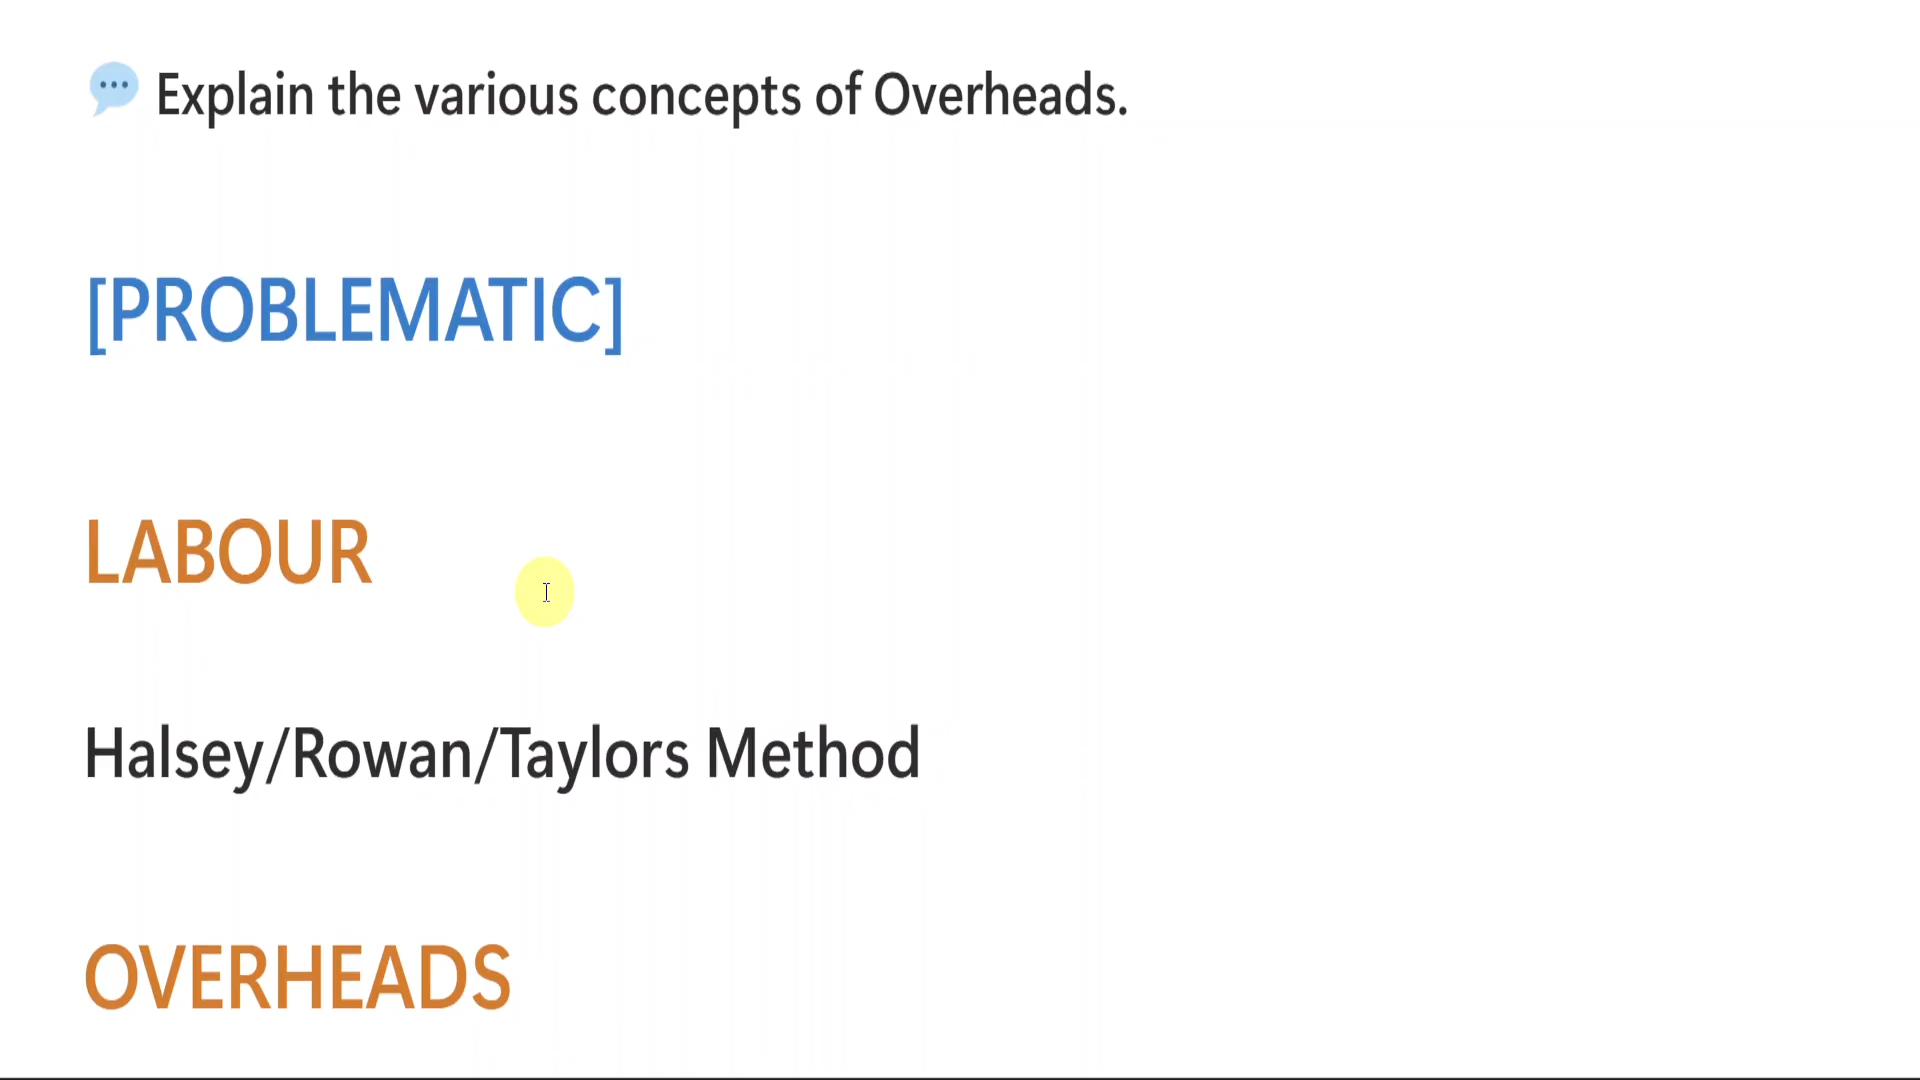 Explain the various concepts of Overheads.
[PROBLEMATIC]
LABOUR
Halsey/Rowan/Taylors Method
OVERHEADS